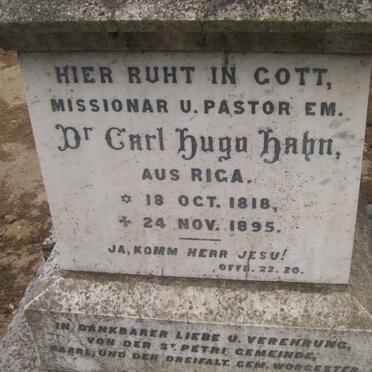 HIER RUHT IN GOTT,
MISSIONAR U. PASTOR EM.
Dr Carl Hugo Hahn,
AUS RIGA.
✡ 18 OCT. 1818,
✝ 24 NOV. 1895.
JA, KOMM HERR JESU!
OFFB. 22. 20.
IN DANKBARER LIEBE U. VEREHRUNG,
VON DER ST. PETRI GEMEINDE,
PAARL; UND DER DREIFALT. GEM. WORCESTER